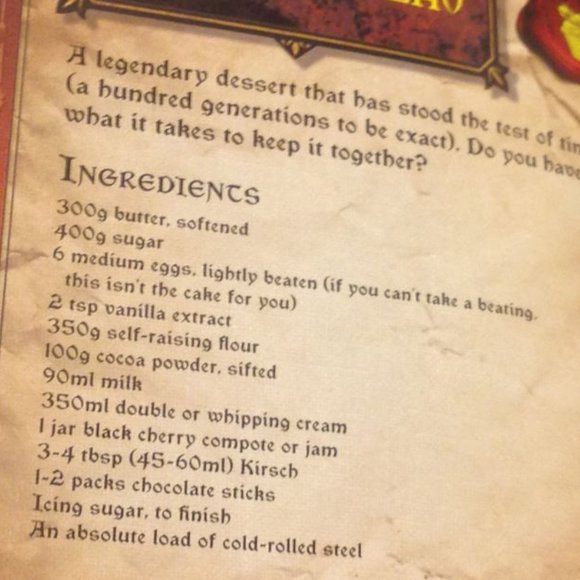 A legendary dessert that has stood the test of
(a hundred generations to be exact). Do you have
what it takes to keep it together?
INGREDIENTS
300g butter, softened
400g sugar
6 medium eggs, lightly beaten (if you can't take a beating,
this isn't the cake for you)
2 tsp vanilla extract
350g self-raising flour
100g cocoa powder, sifted
90ml milk
350ml double or whipping cream
1 jar black cherry compote or jam
3-4 tbsp (45-60ml) Kirsch
1-2 packs chocolate sticks
Icing sugar, to finish
An absolute load of cold-rolled steel